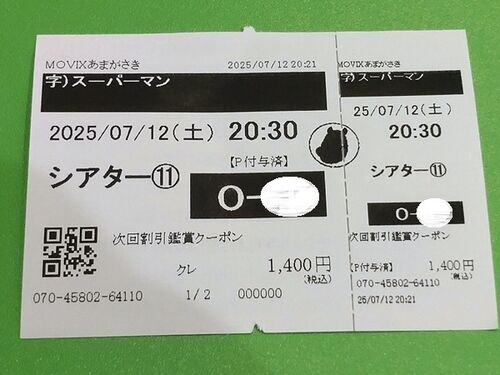 MOVIXあまがさき 2025/07/12 20:21
字)スーパーマン
2025/07/12(土) 20:30
【P付与済】
シアター⑪
O-
次回割引鑑賞クーポン
クレ 1,400円
(税込)
070-45802-64110 1/2 000000
MOVIXあまがさき
字)スーパーマン
25/07/12(土)
20:30
シアター⑪
O-
次回割引鑑賞クーポン
【P付与済】 1,400円
(税込)
070-45802-64110
25/07/12 20:21